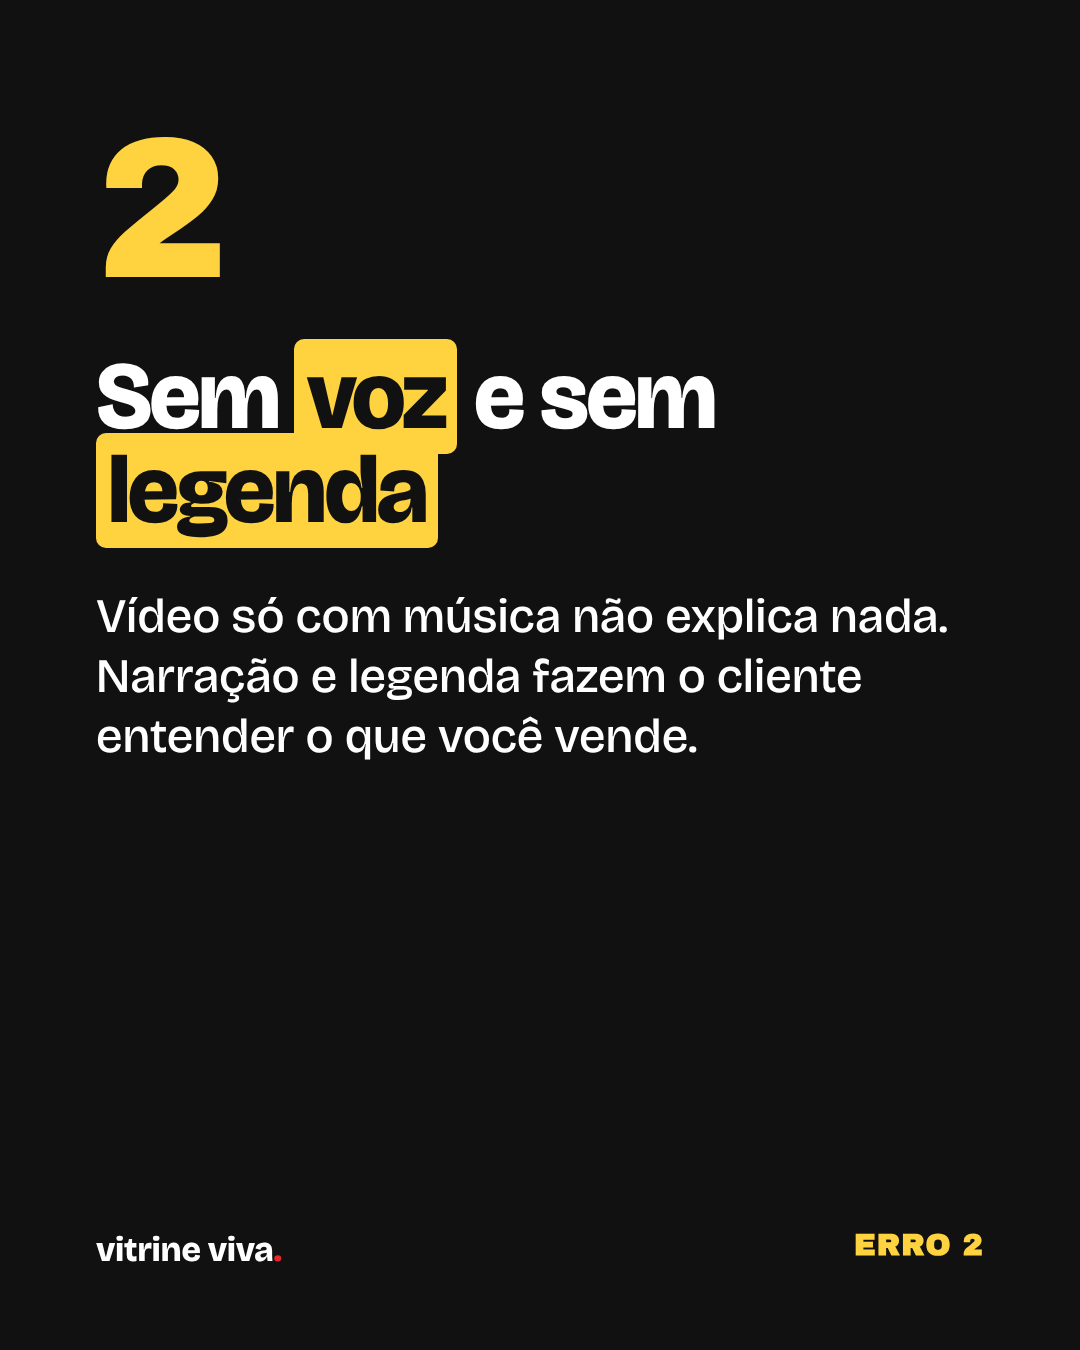 2
Sem voz e sem
legenda
Vídeo só com música não explica nada.
Narração e legenda fazem o cliente
entender o que você vende.
vitrine viva.
ERRO 2